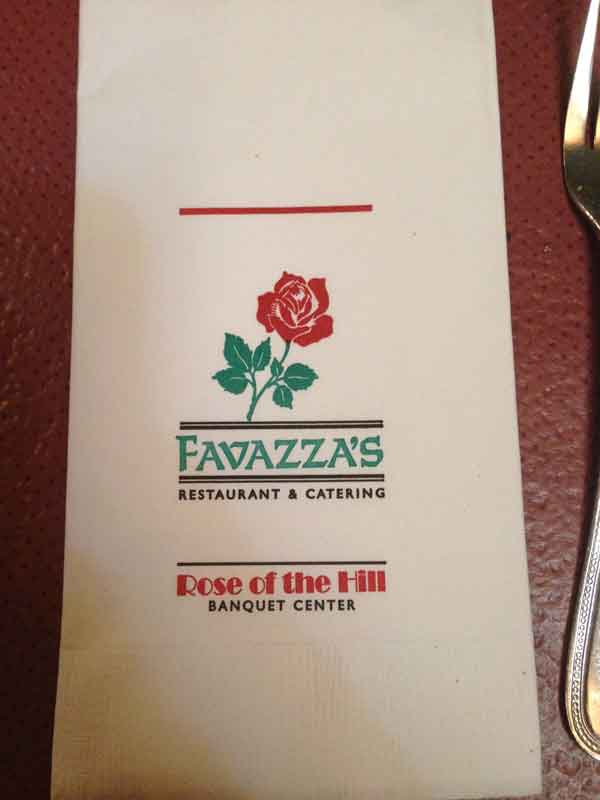 FAVAZZA'S
RESTAURANT & CATERING
Rose of the Hill
BANQUET CENTER